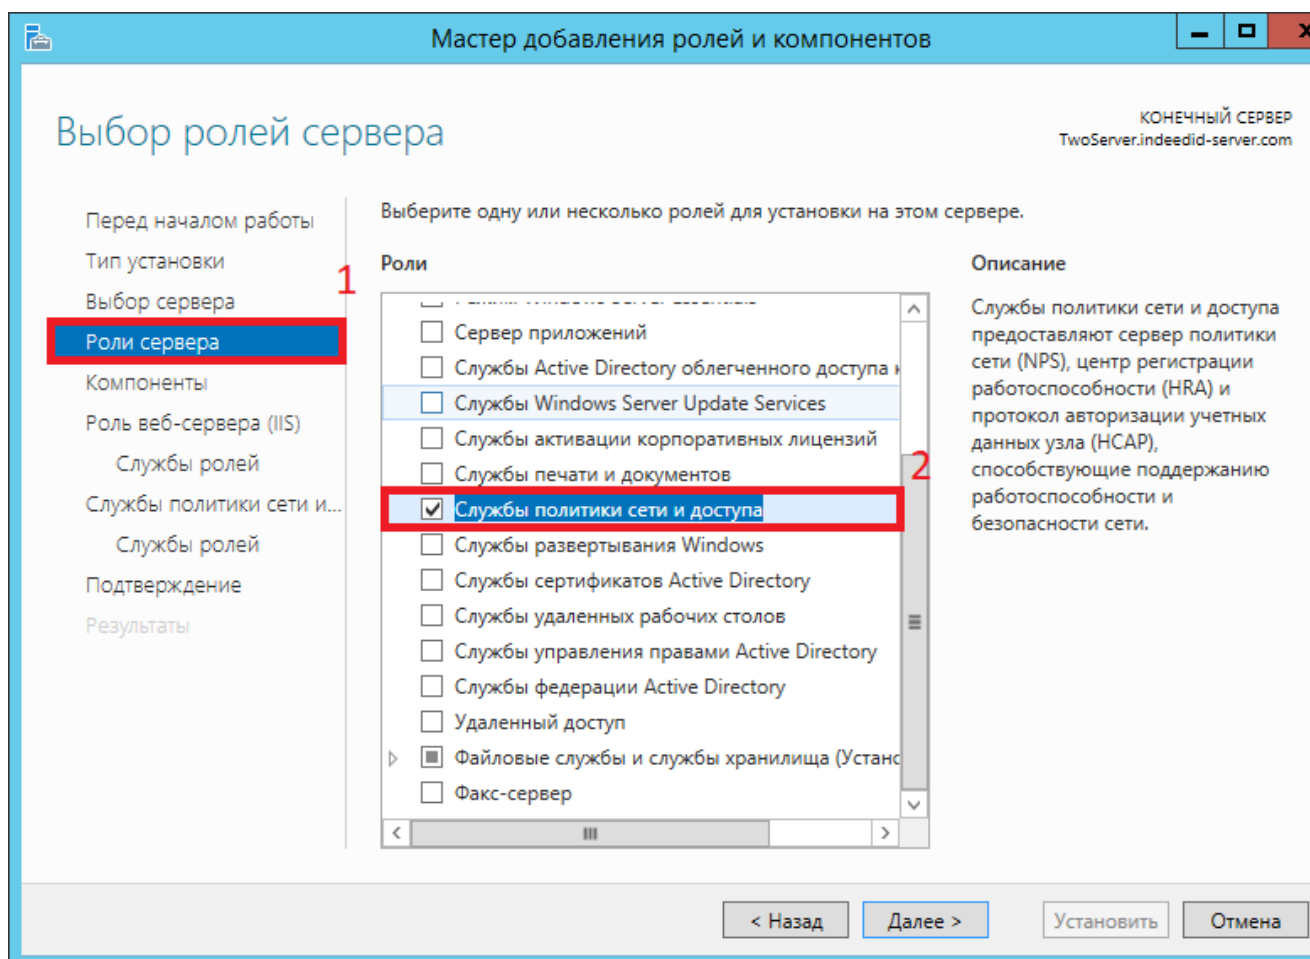 Мастер добавления ролей и компонентов
Выбор ролей сервера
КОНЕЧНЫЙ СЕРВЕР
TwoServer.indeedid-server.com
Перед началом работы
Тип установки
Выбор сервера
1
Роли сервера
Компоненты
Роль веб-сервера (IIS)
Службы ролей
Службы политики сети и...
Службы ролей
Подтверждение
Результаты
Выберите одну или несколько ролей для установки на этом сервере.
Роли
Сервер приложений
Службы Active Directory облегченного доступа
Службы Windows Server Update Services
Службы активации корпоративных лицензий
Службы печати и документов
2
Службы политики сети и доступа
Службы развертывания Windows
Службы сертификатов Active Directory
Службы удаленных рабочих столов
Службы управления правами Active Directory
Службы федерации Active Directory
Удаленный доступ
Файловые службы и службы хранилища (Устано
Факс-сервер
Описание
Службы политики сети и доступа
предоставляют сервер политики
сети (NPS), центр регистрации
работоспособности (HRA) и
протокол авторизации учетных
данных узла (HCAP),
способствующие поддержанию
работоспособности и
безопасности сети.
< Назад
Далее >
Установить
Отмена